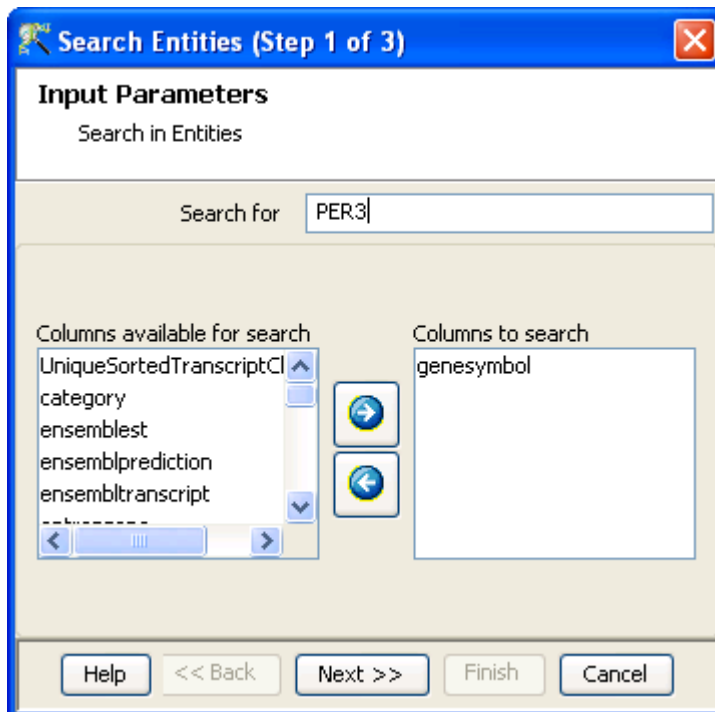 Search Entities (Step 1 of 3)
Input Parameters
Search in Entities
Search for PER3
Columns available for search
UniqueSortedTranscriptCl
category
ensemblest
ensemblprediction
ensembltranscript
Columns to search
genesymbol
Help << Back Next >> Finish Cancel